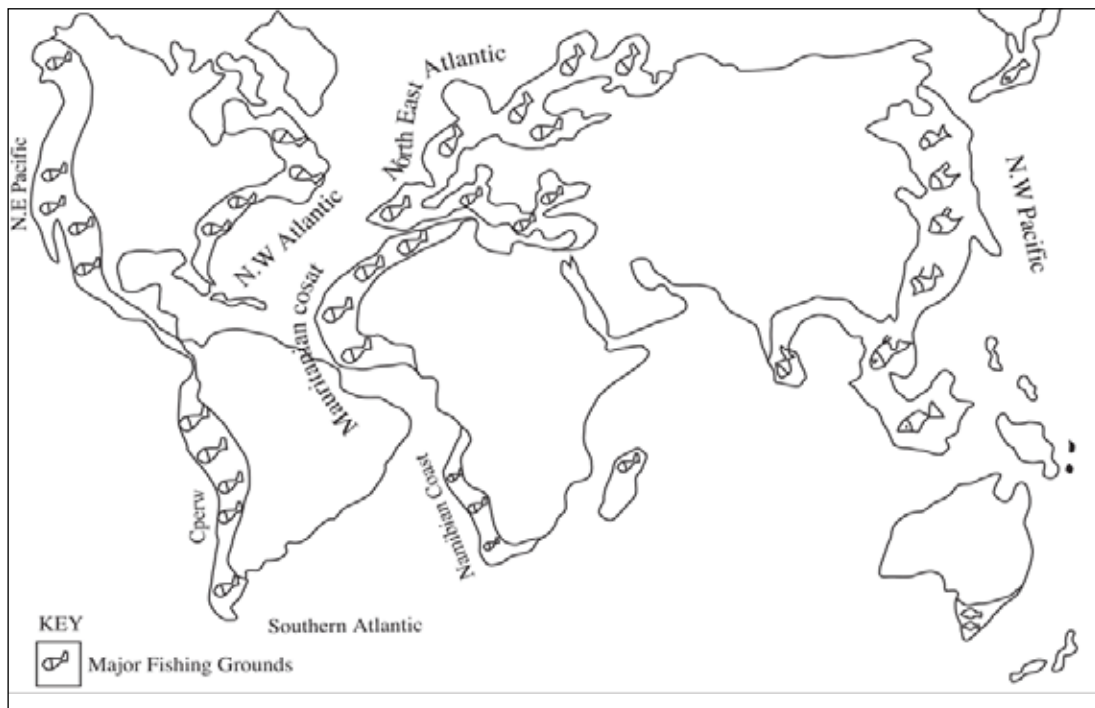 North East Atlantic
N.E Pacific
N.W Atlantic
N.W Pacific
Mauritanian cosat
Namibian Coast
Cperw
Southern Atlantic
KEY
Major Fishing Grounds